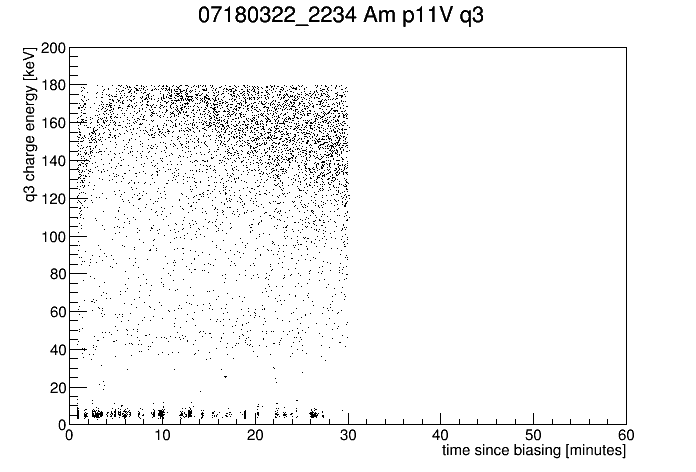 07180322_2234 Am p11V q3
q3 charge energy [keV]
200
180
160
140
120
100
80
60
40
20
0
0 10 20 30 40 50 60
time since biasing [minutes]